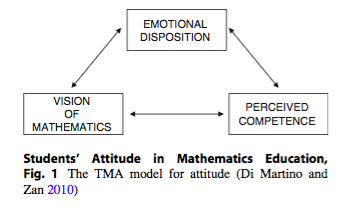 EMOTIONAL
DISPOSITION
VISION
OF
MATHEMATICS
PERCEIVED
COMPETENCE
Students' Attitude in Mathematics Education,
Fig. 1 The TMA model for attitude (Di Martino and
Zan 2010)